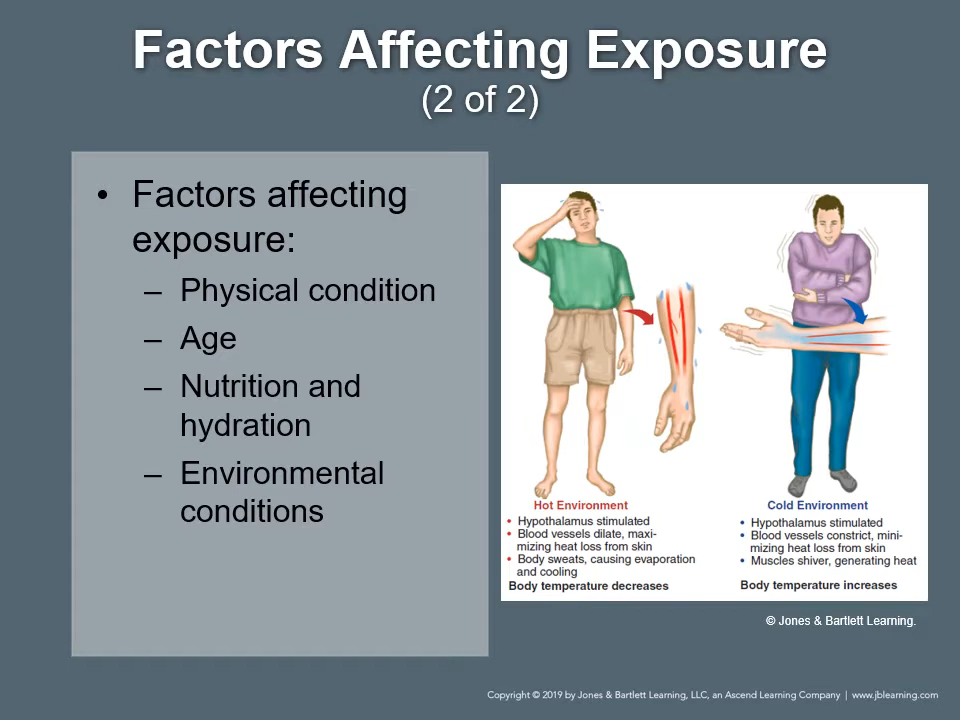 Factors Affecting Exposure
(2 of 2)
• Factors affecting
exposure:
– Physical condition
– Age
– Nutrition and
hydration
– Environmental
conditions
Hot Environment
• Hypothalamus stimulated
• Blood vessels dilate, maxi-
mizing heat loss from skin
• Body sweats, causing evaporation
and cooling
Body temperature decreases
Cold Environment
• Hypothalamus stimulated
• Blood vessels constrict, mini-
mizing heat loss from skin
• Muscles shiver, generating heat
Body temperature increases
© Jones & Bartlett Learning.
Copyright © 2019 by Jones & Bartlett Learning, LLC, an Ascend Learning Company | www.jblearning.com